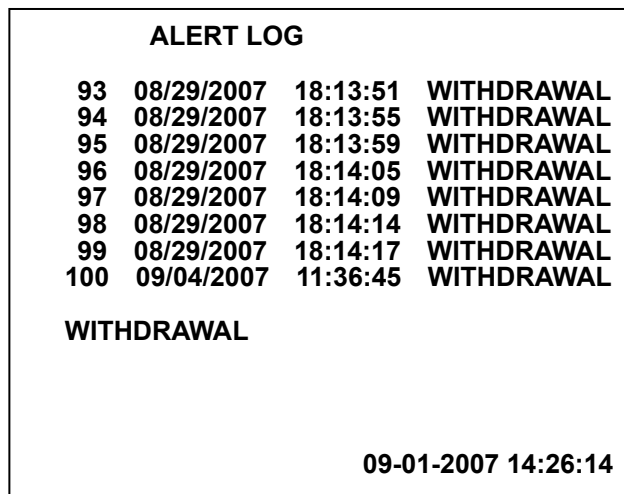 ALERT LOG
93 08/29/2007 18:13:51 WITHDRAWAL
94 08/29/2007 18:13:55 WITHDRAWAL
95 08/29/2007 18:13:59 WITHDRAWAL
96 08/29/2007 18:14:05 WITHDRAWAL
97 08/29/2007 18:14:09 WITHDRAWAL
98 08/29/2007 18:14:14 WITHDRAWAL
99 08/29/2007 18:14:17 WITHDRAWAL
100 09/04/2007 11:36:45 WITHDRAWAL
WITHDRAWAL
09-01-2007 14:26:14